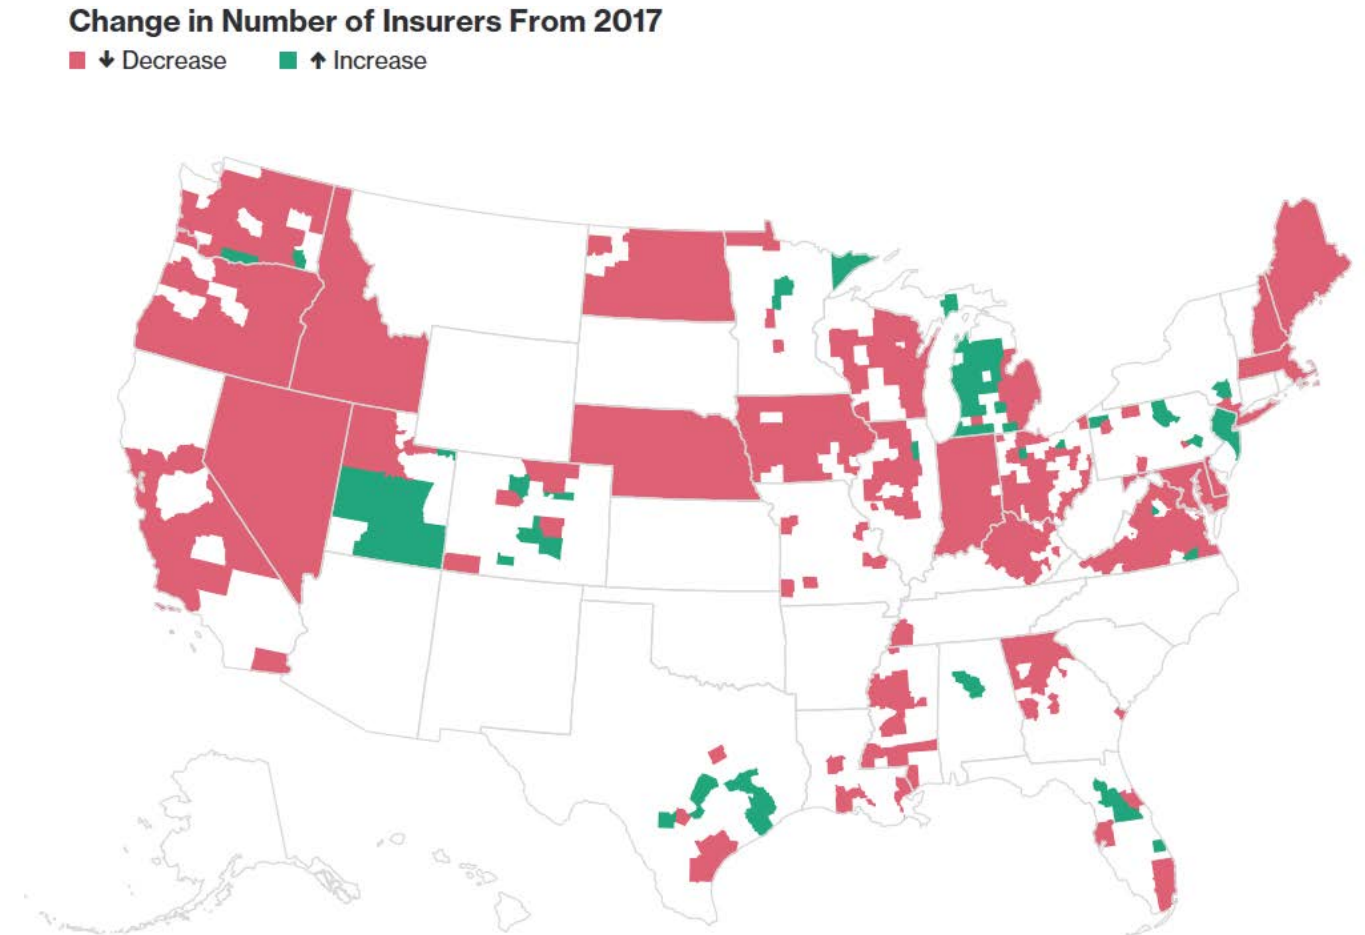 Change in Number of Insurers From 2017
↓ Decrease ↑ Increase